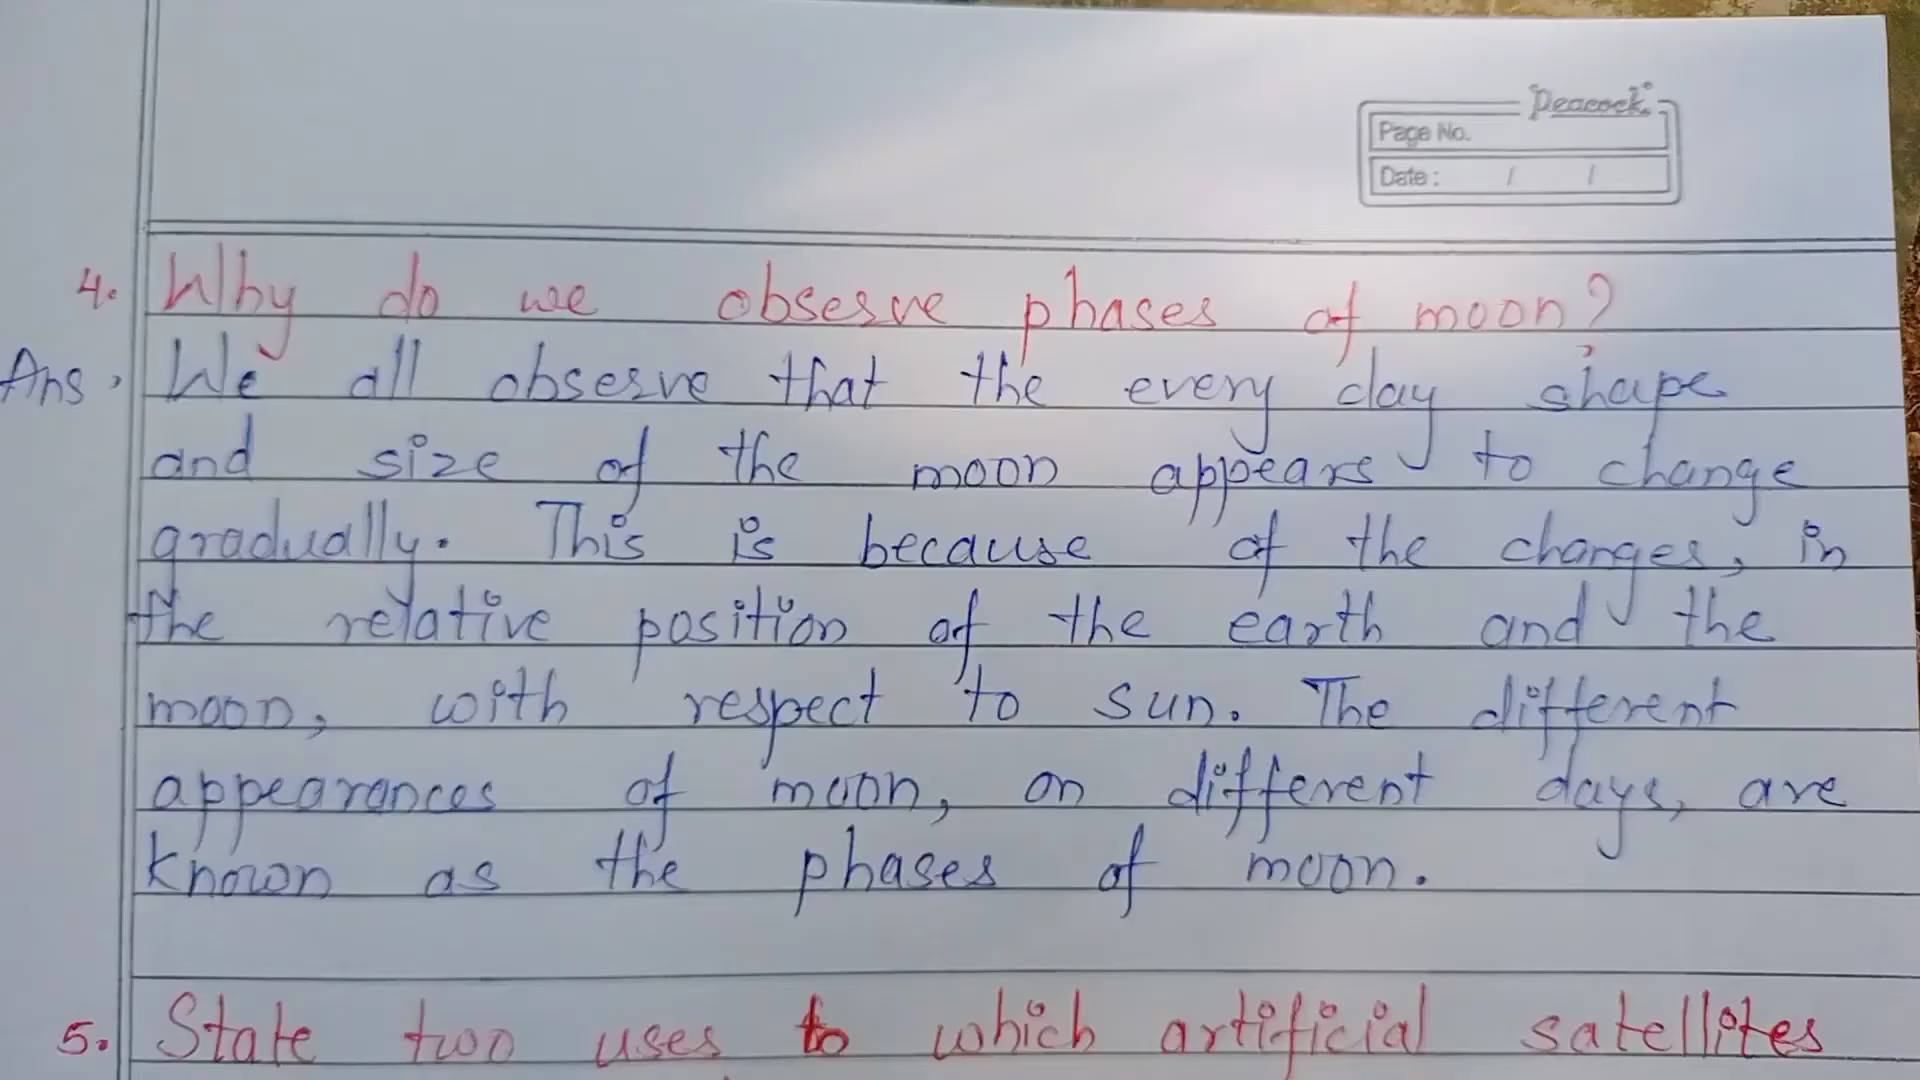 Peacock
Page No.
Date: / /
4. Why do we observe phases of moon?
Ans, We all observe that the every day shape
and size of the moon appears to change
gradually. This is because of the changes, in
the relative position of the earth and the
moon, with respect to sun. The different
appearances of moon, on different days, are
known as the phases of moon.
5. State two uses to which artificial satellites